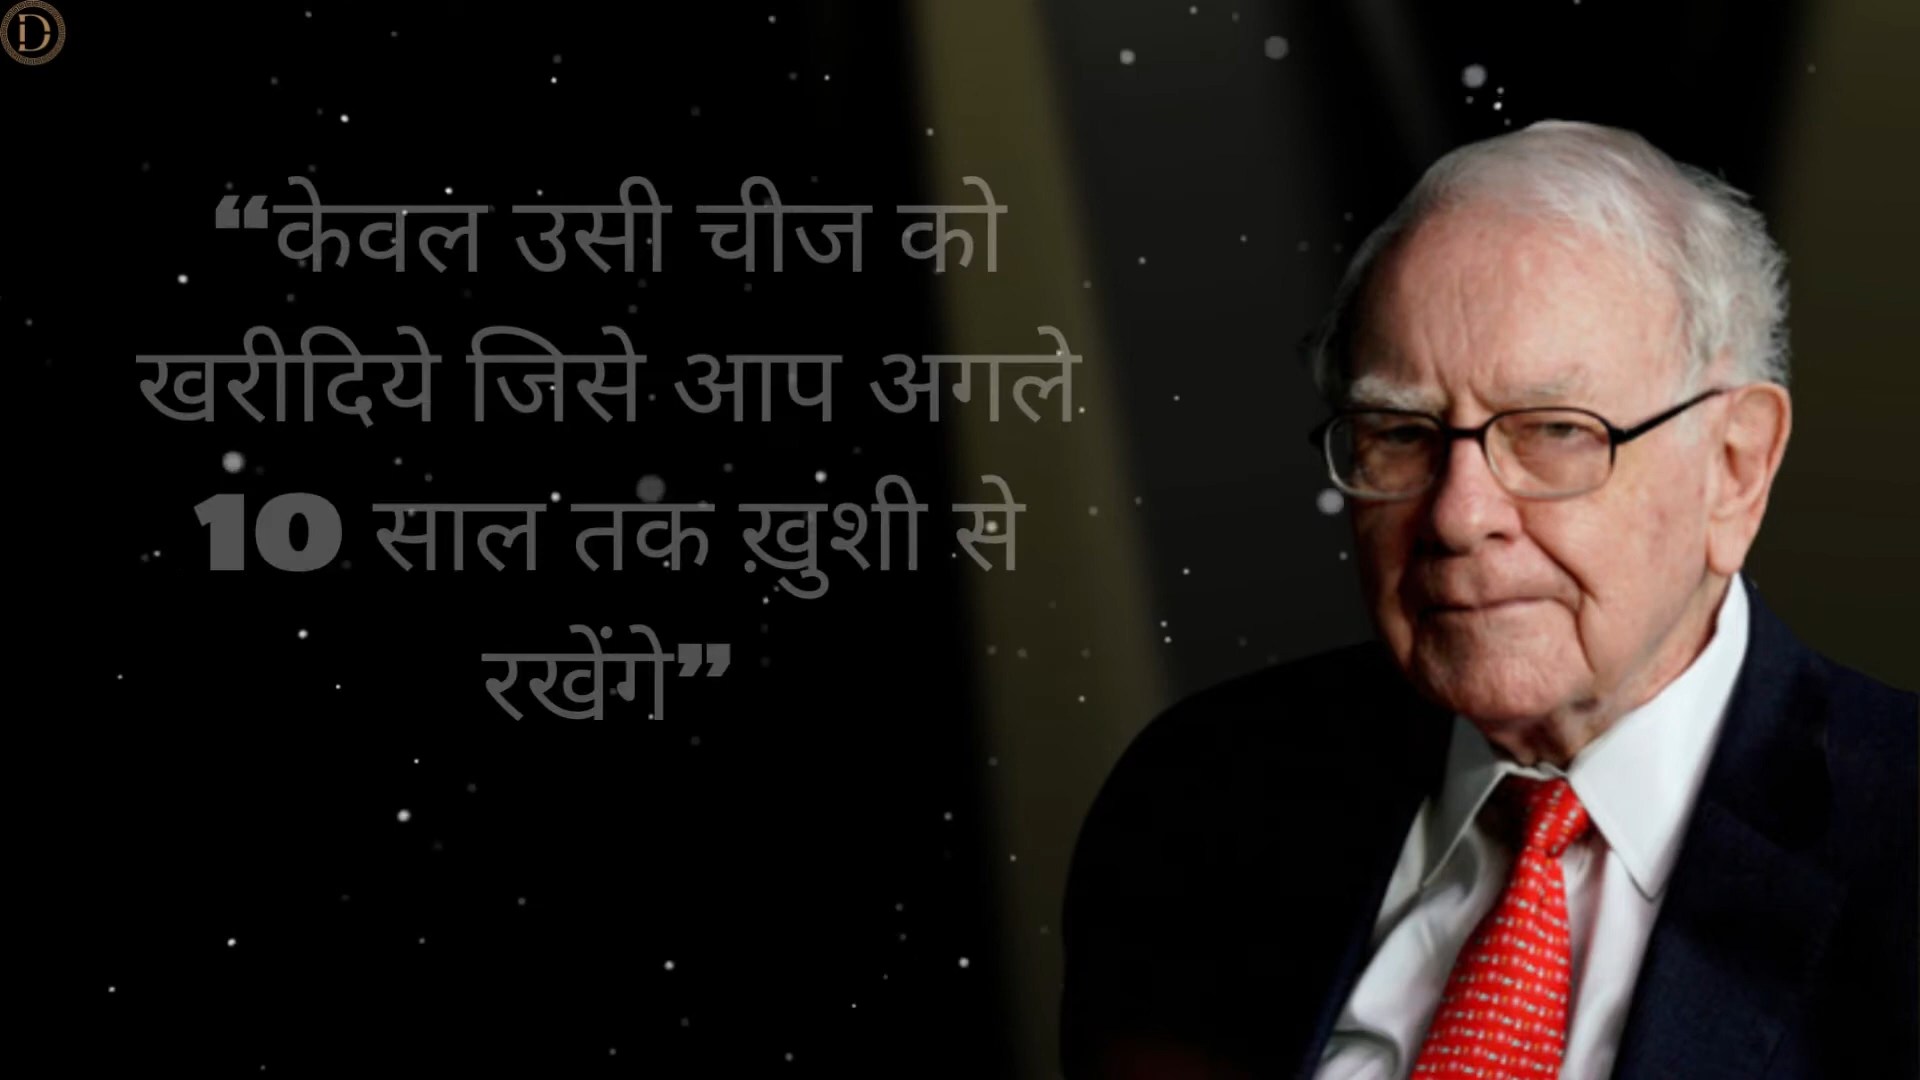 D
“केवल उसी चीज को
खरीदिये जिसे आप अगले
10 साल तक ख़ुशी से
रखेंगे”